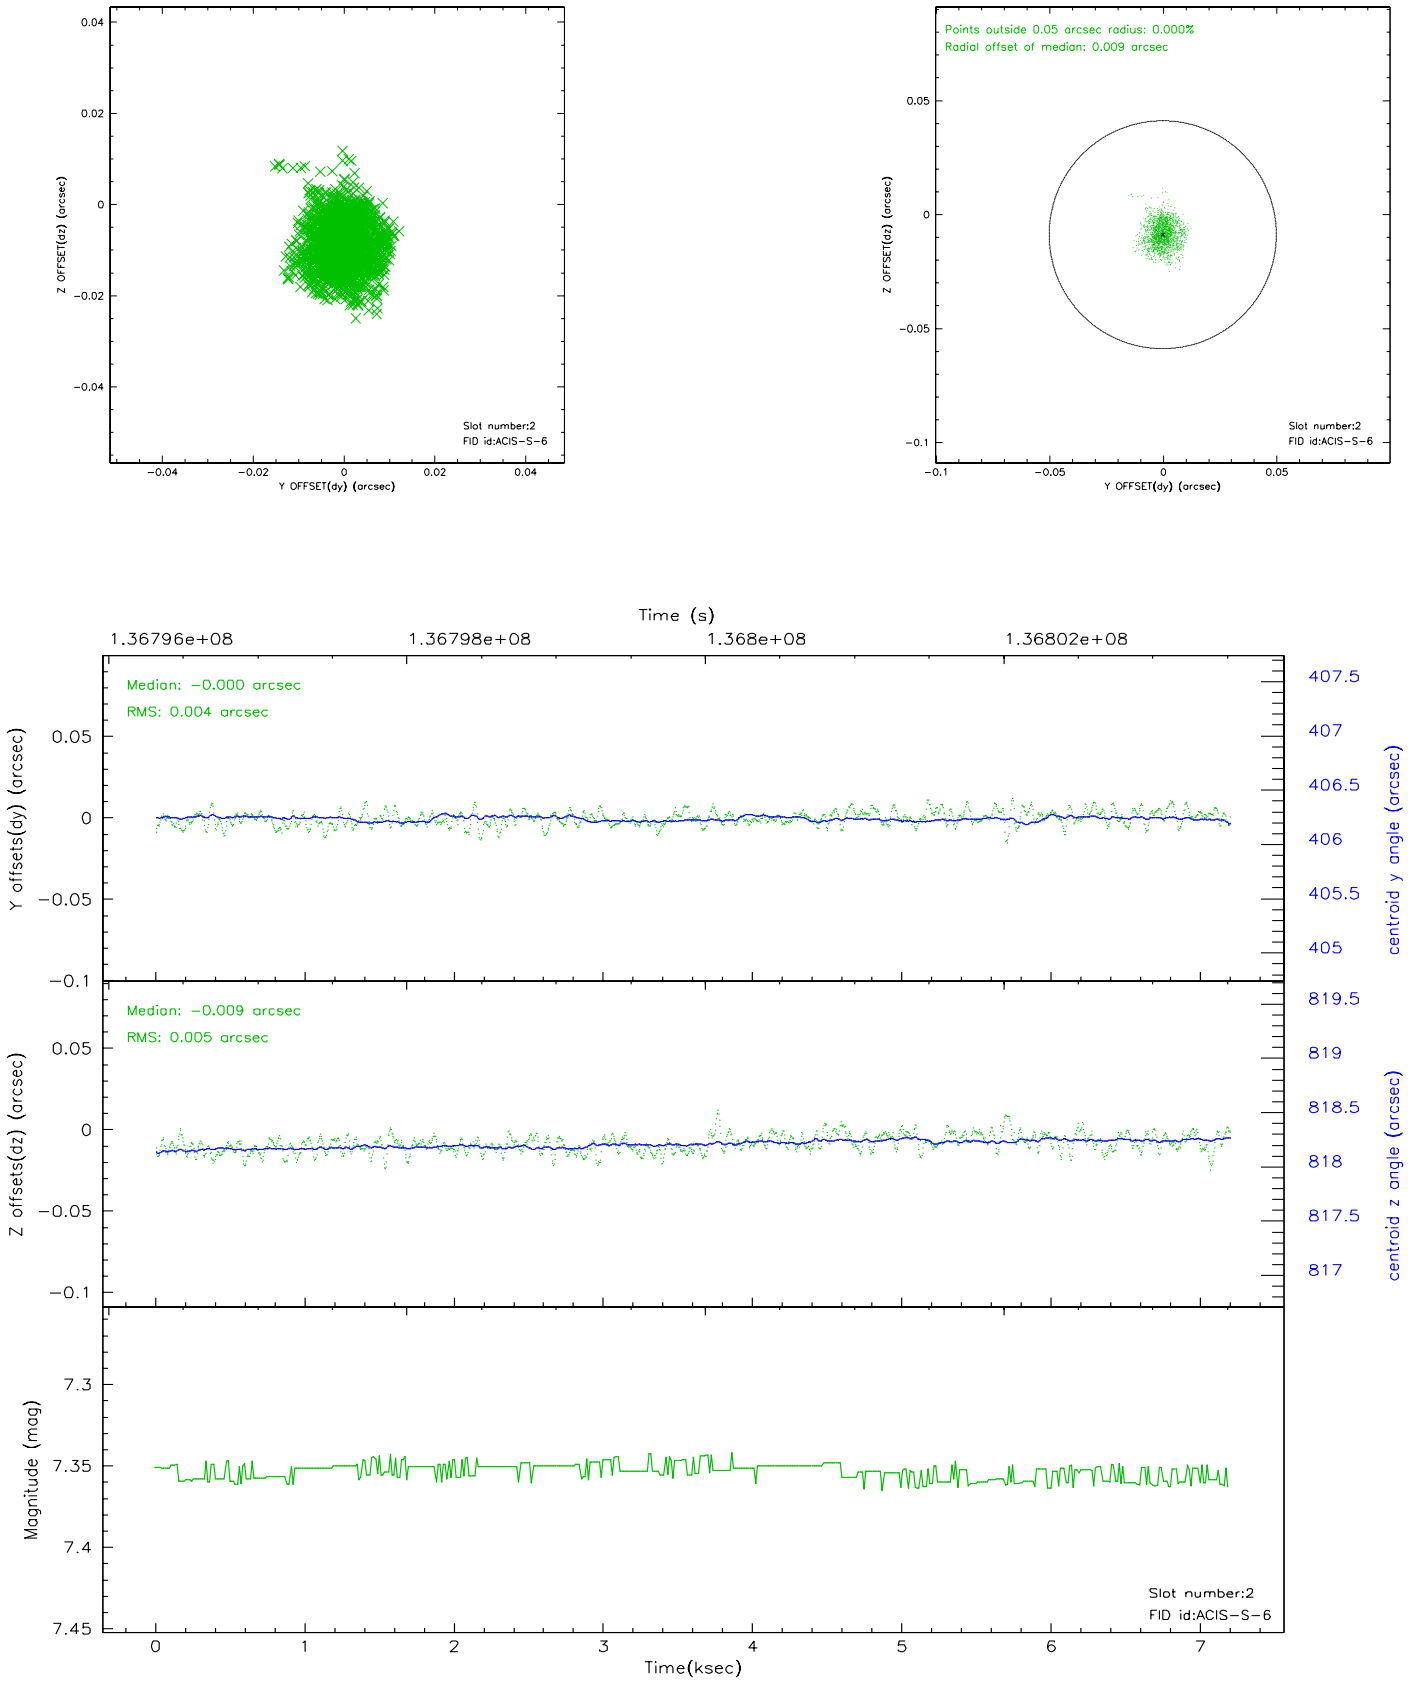 0.04
0.02
0
−0.02
−0.04
Z OFFSET(dz) (arcsec)
Slot number:2
FID id:ACIS−S−6
−0.04 −0.02 0 0.02 0.04
Y OFFSET(dy) (arcsec)
Points outside 0.05 arcsec radius: 0.000%
Radial offset of median: 0.009 arcsec
0.05
0
−0.05
−0.1
Z OFFSET(dz) (arcsec)
Slot number:2
FID id:ACIS−S−6
−0.1 −0.05 0 0.05
Y OFFSET(dy) (arcsec)
Time (s)
1.36796e+08 1.36798e+08 1.368e+08 1.36802e+08
Median: −0.000 arcsec
RMS: 0.004 arcsec
0.05
0
−0.05
−0.1
Y offsets(dy) (arcsec)
407.5
407
406.5
406
405.5
405
centroid y angle (arcsec)
Median: −0.009 arcsec
RMS: 0.005 arcsec
0.05
0
−0.05
−0.1
Z offsets(dz) (arcsec)
819.5
819
818.5
818
817.5
817
centroid z angle (arcsec)
7.3
7.35
7.4
7.45
Magnitude (mag)
Slot number:2
FID id:ACIS−S−6
0 1 2 3 4 5 6 7
Time(ksec)